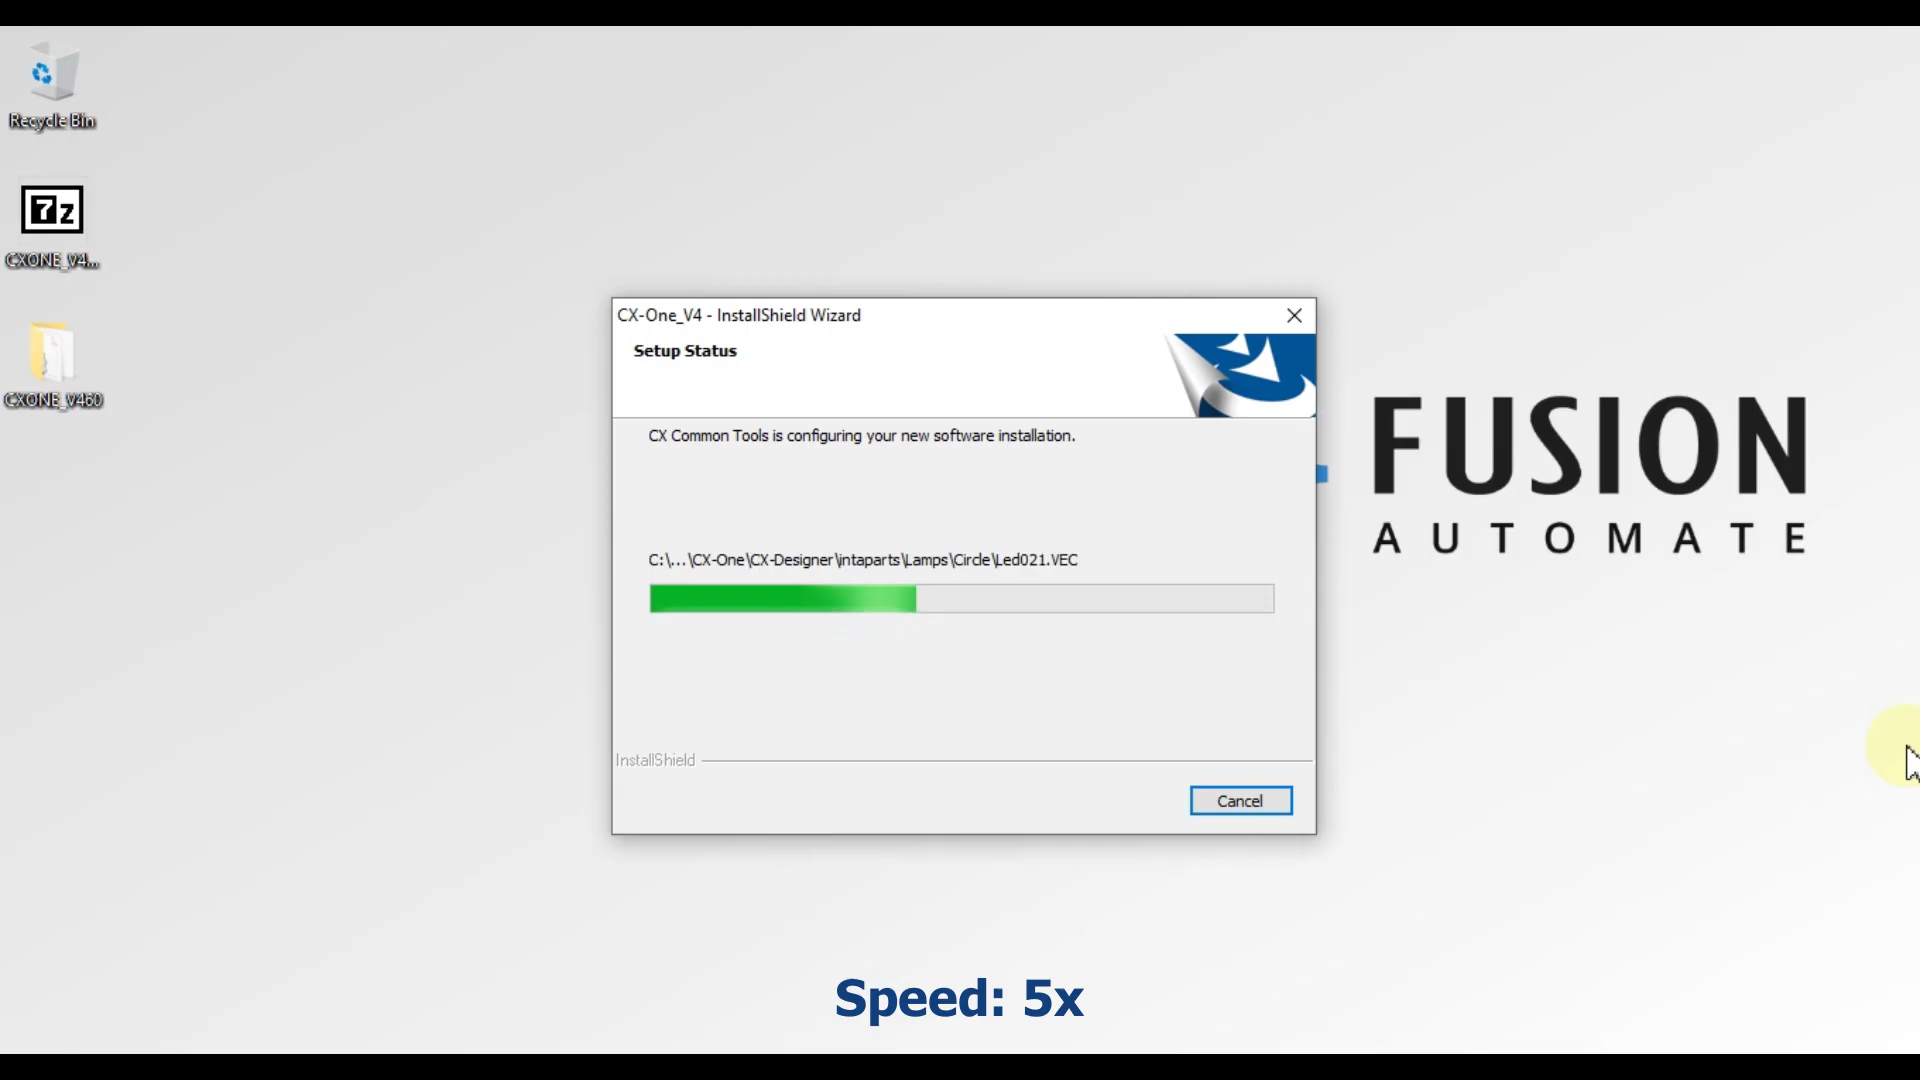 Recycle Bin
CXONE_V4...
CXONE_V460
7z
CX-One_V4 - InstallShield Wizard
Setup Status
CX Common Tools is configuring your new software installation.
C:\...\CX-One\CX-Designer\intaparts\Lamps\Circle\Led021.VEC
InstallShield
Cancel
FUSION
AUTOMATE
Speed: 5x